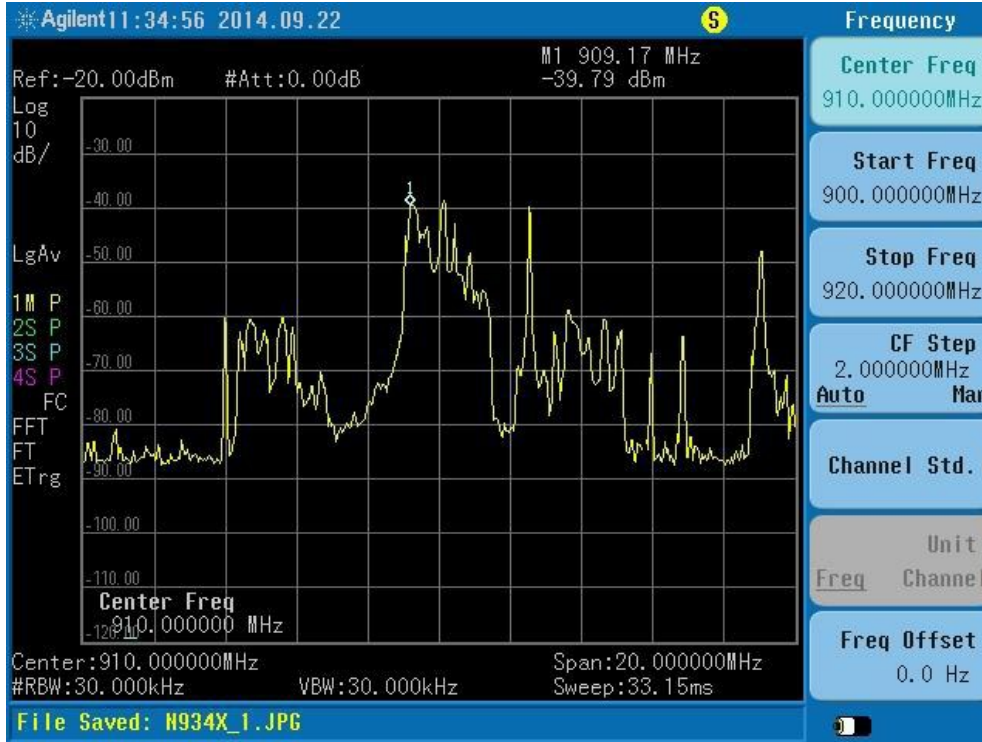 Agilent 11:34:56 2014.09.22 S
Frequency
M1 909.17 MHz
Ref:-20.00dBm #Att:0.00dB -39.79 dBm
Log
10
dB/
LgAv
1M P
2S P
3S P
4S P
FC
FFT
FT
ETrg
-30.00
-40.00
-50.00
-60.00
-70.00
-80.00
-90.00
-100.00
-110.00
1
Center Freq
910.000000 MHz
Center:910.000000MHz Span:20.000000MHz
#RBW:30.000kHz VBW:30.000kHz Sweep:33.15ms
File Saved: N934X_1.JPG
Center Freq
910.000000MHz
Start Freq
900.000000MHz
Stop Freq
920.000000MHz
CF Step
2.000000MHz
Auto Man
Channel Std.
Unit
Freq Channel
Freq Offset
0.0 Hz